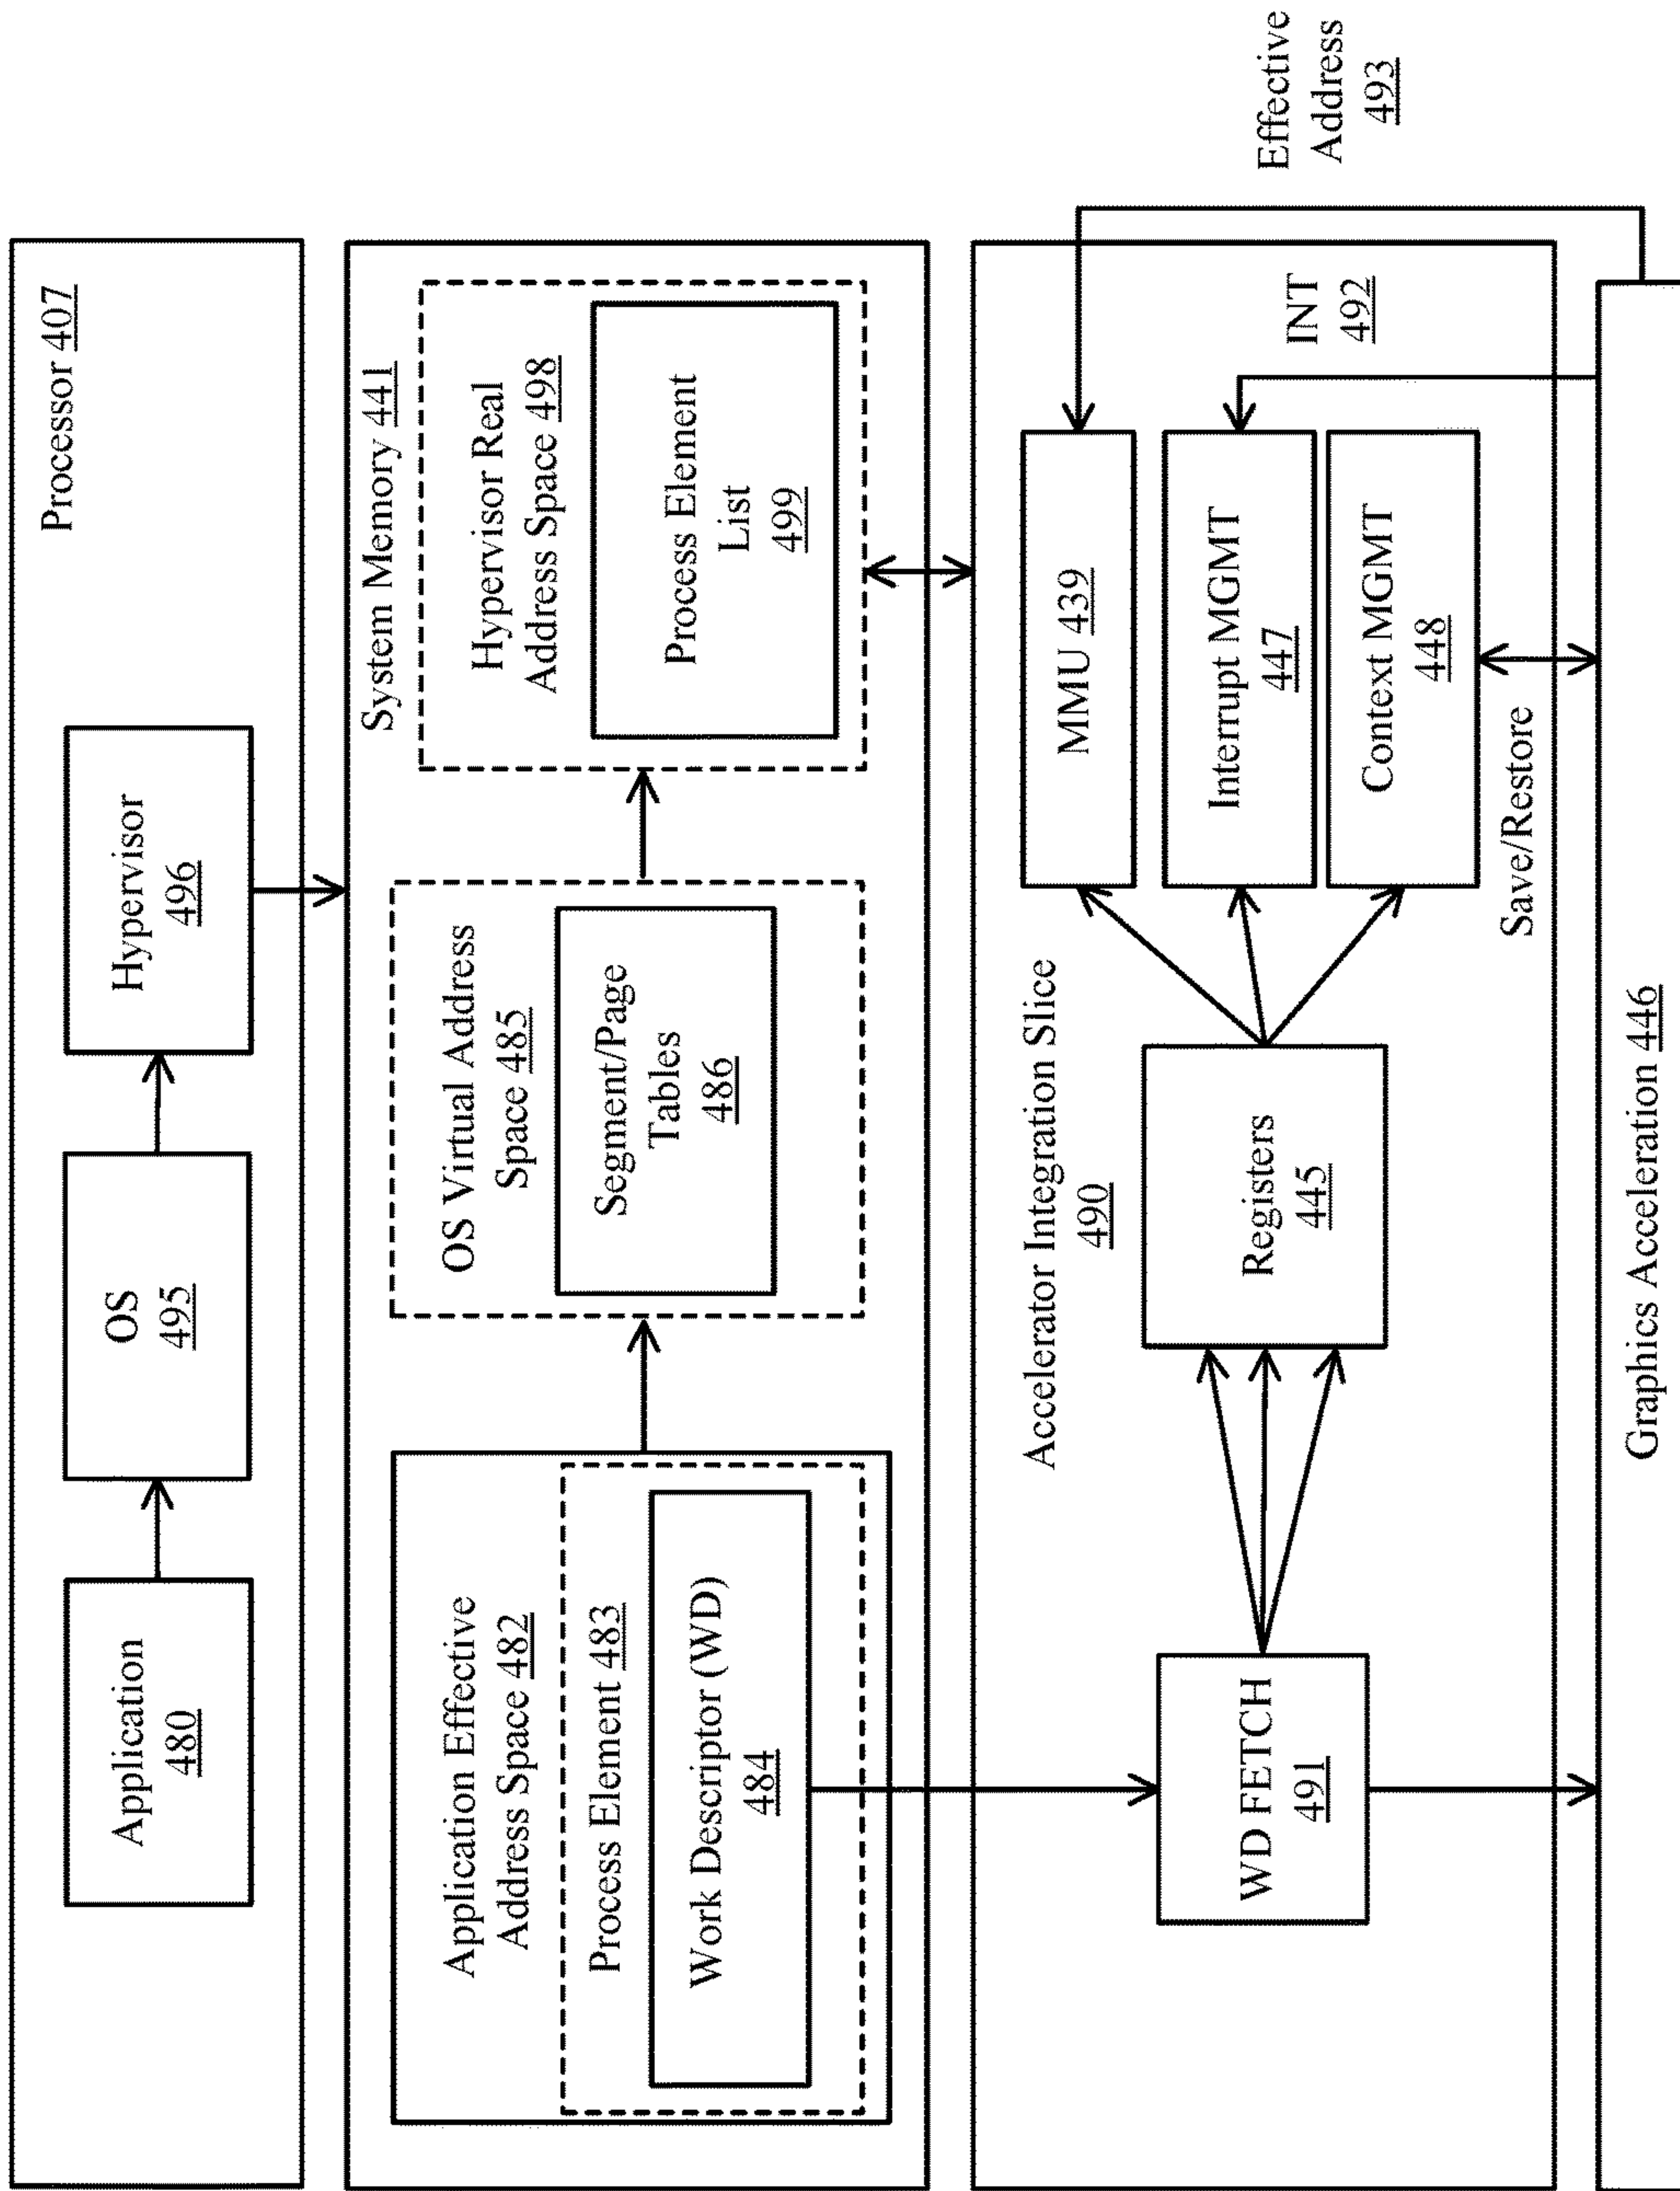 Processor 407
Application
480
OS
495
Hypervisor
496
System Memory 441
Application Effective
Address Space 482
Process Element 483
Work Descriptor (WD)
484
OS Virtual Address
Space 485
Segment/Page
Tables
486
Hypervisor Real
Address Space 498
Process Element
List
499
Accelerator Integration Slice
490
WD FETCH
491
Registers
445
MMU 439
Interrupt MGMT
447
Context MGMT
448
INT
492
Effective
Address
493
Save/Restore
Graphics Acceleration 446